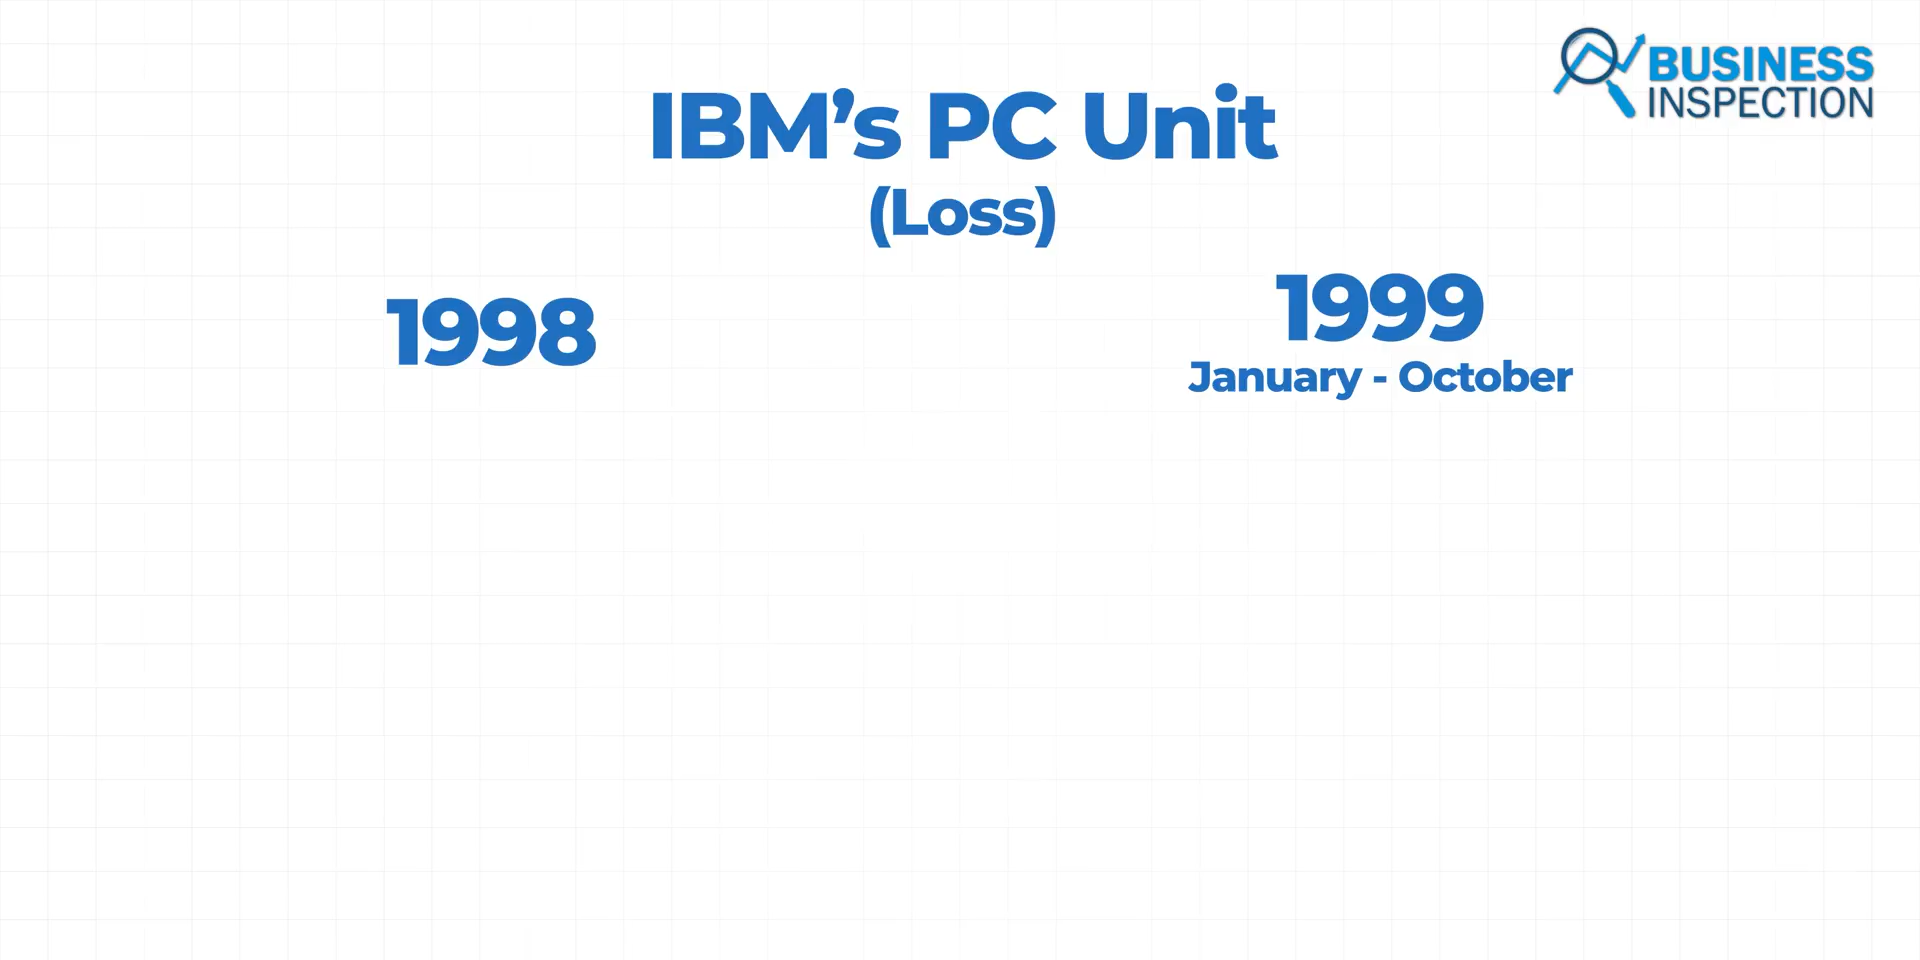 BUSINESS
INSPECTION
IBM’s PC Unit
(Loss)
1998
1999
January - October